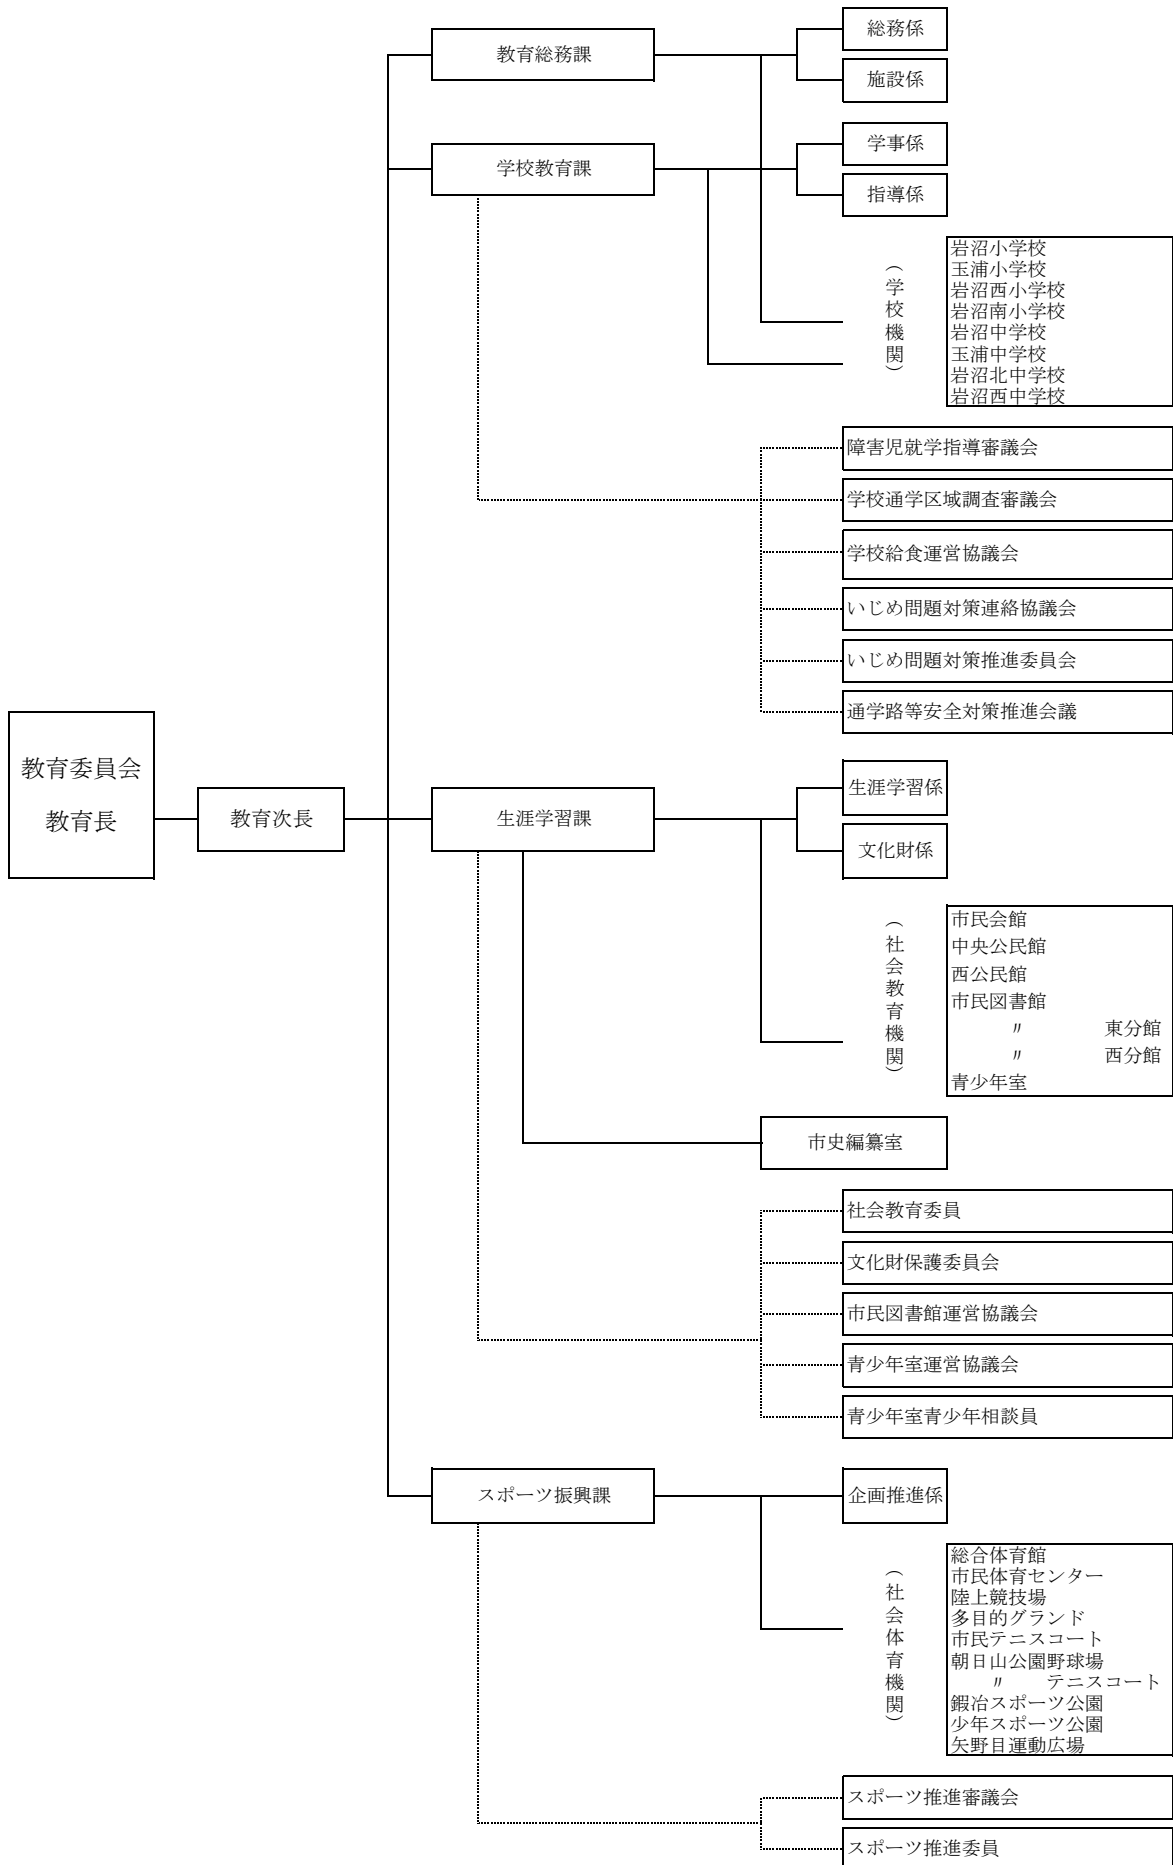 総務係
教育総務課
施設係
学事係
学校教育課
指導係
（学校機関）
岩沼小学校
玉浦小学校
岩沼西小学校
岩沼南小学校
岩沼中学校
玉浦中学校
岩沼北中学校
岩沼西中学校
障害児就学指導審議会
学校通学区域調査審議会
学校給食運営協議会
いじめ問題対策連絡協議会
いじめ問題対策推進委員会
通学路等安全対策推進会議
教育委員会
教育長
教育次長
生涯学習課
生涯学習係
文化財係
（社会教育機関）
市民会館
中央公民館
西公民館
市民図書館
〃 東分館
〃 西分館
青少年室
市史編纂室
社会教育委員
文化財保護委員会
市民図書館運営協議会
青少年室運営協議会
青少年室青少年相談員
スポーツ振興課
企画推進係
（社会体育機関）
総合体育館
市民体育センター
陸上競技場
多目的グランド
市民テニスコート
朝日山公園野球場
〃 テニスコート
鍛冶スポーツ公園
少年スポーツ公園
矢野目運動広場
スポーツ推進審議会
スポーツ推進委員